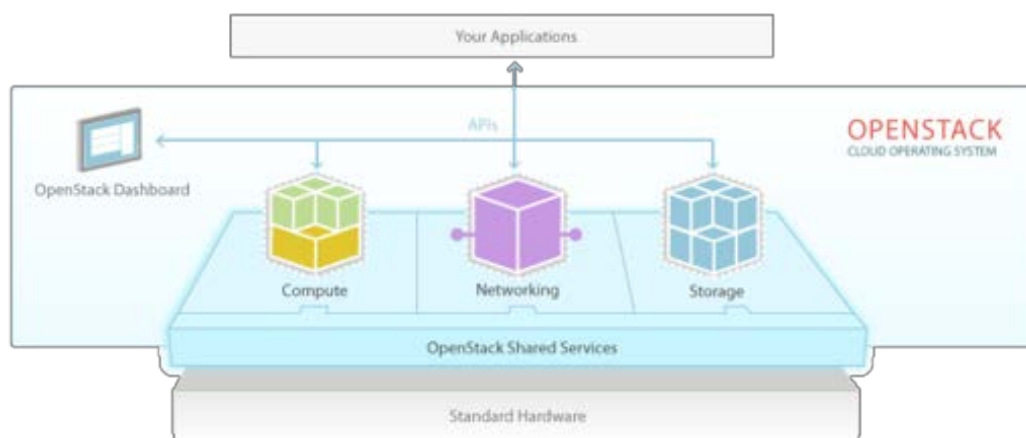 Your Applications
APIs
OPENSTACK
CLOUD OPERATING SYSTEM
OpenStack Dashboard
Compute
Networking
Storage
OpenStack Shared Services
Standard Hardware